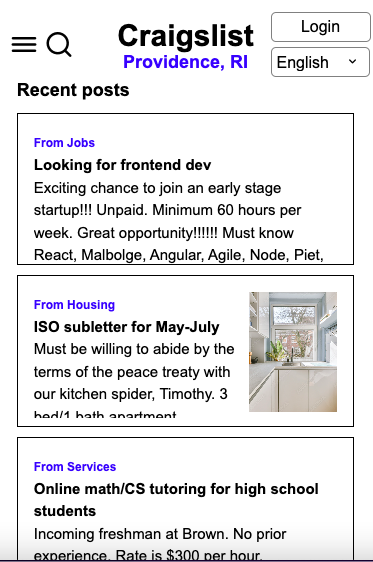 Craigslist
Providence, RI
Login
English
Recent posts
From Jobs
Looking for frontend dev
Exciting chance to join an early stage
startup!!! Unpaid. Minimum 60 hours per
week. Great opportunity!!!!!! Must know
React, Malbolge, Angular, Agile, Node, Piet,
From Housing
ISO subletter for May-July
Must be willing to abide by the
terms of the peace treaty with
our kitchen spider, Timothy. 3
bed/1 bath apartment
From Services
Online math/CS tutoring for high school
students
Incoming freshman at Brown. No prior
experience. Rate is $300 per hour.